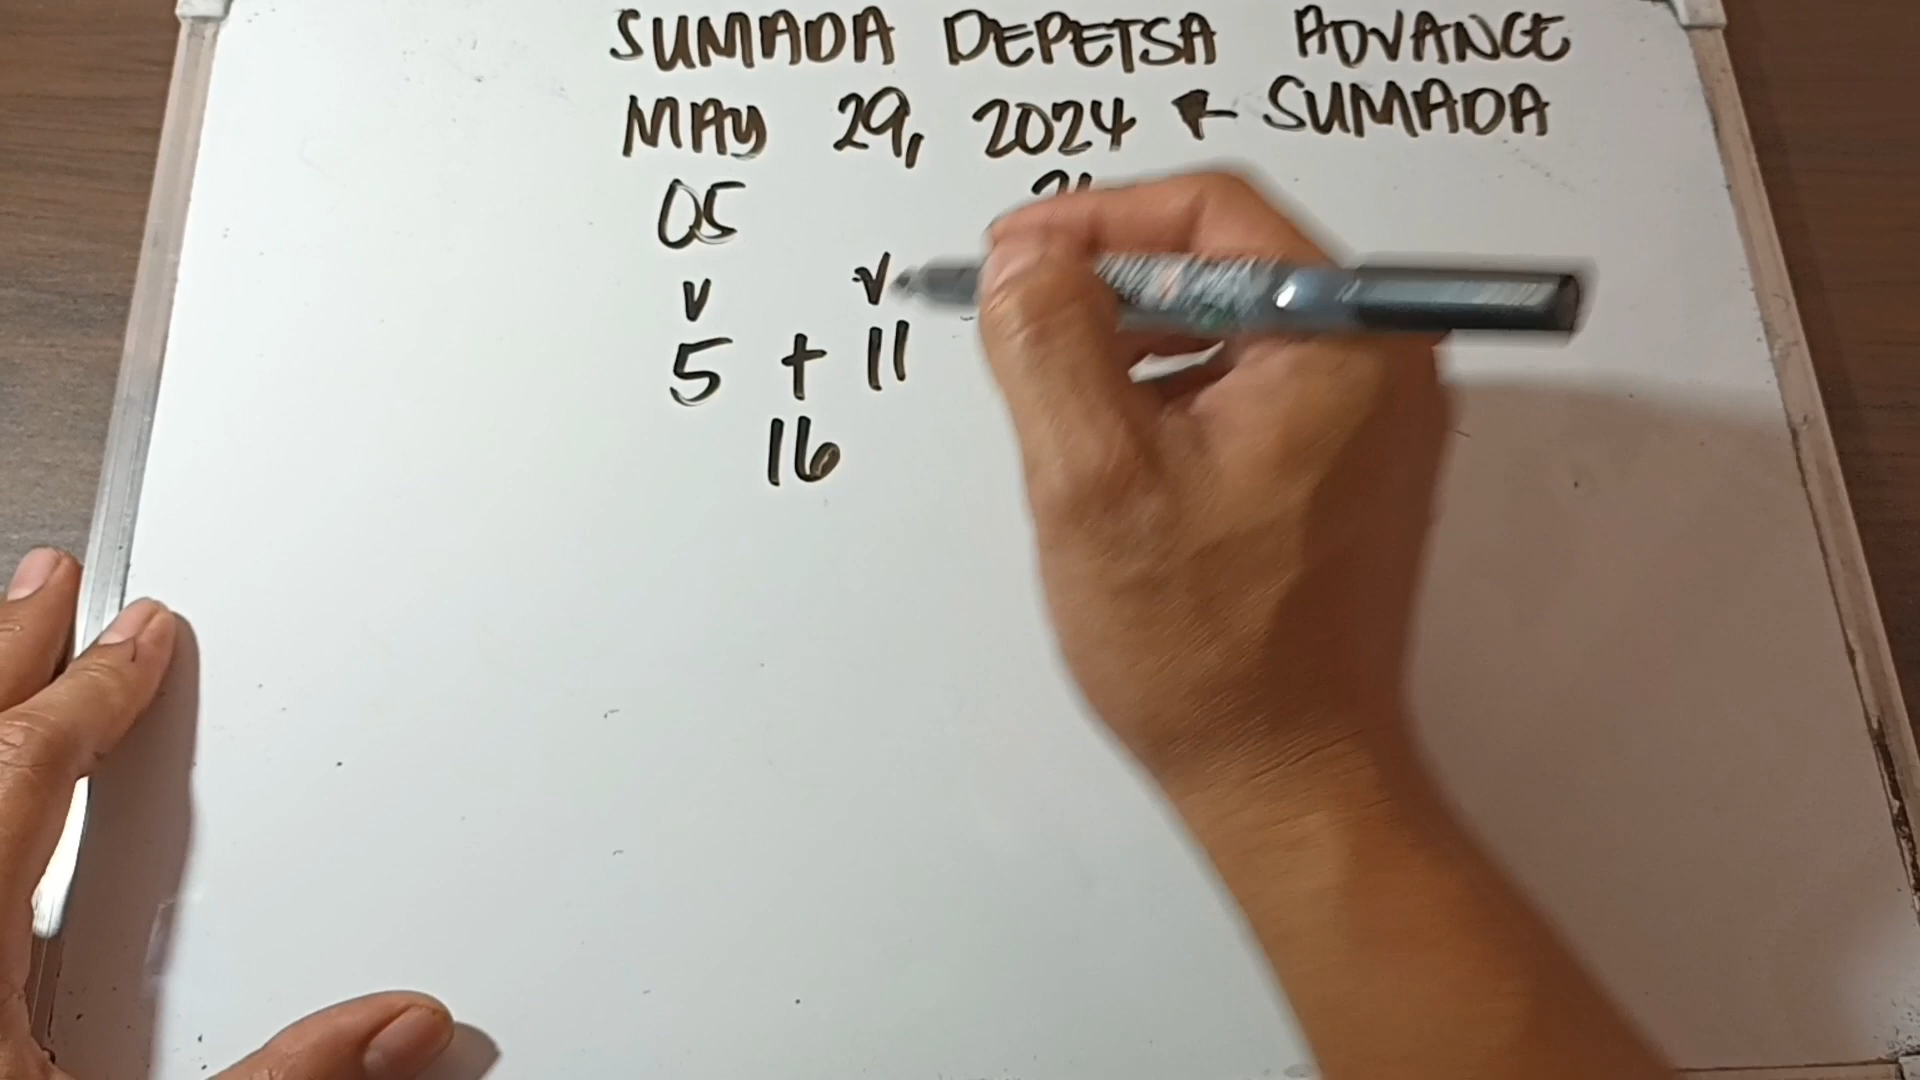 SUMADA DEPETSA ADVANCE
MAY 29, 2024 ← SUMADA
05
V V
5 + 11
16